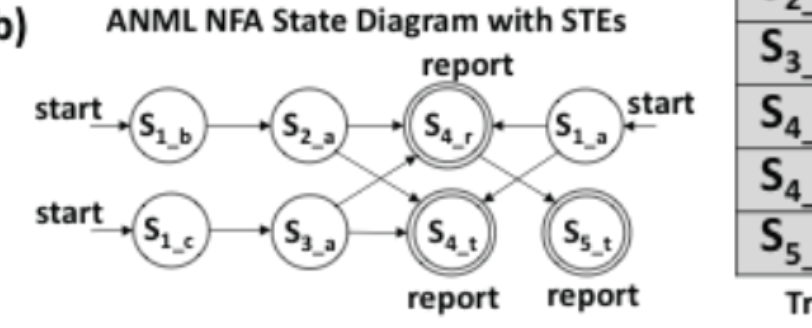 b) ANML NFA State Diagram with STEs
report
start S1_b S2_a S4_r S1_a start
start S1_c S3_a S4_t S5_t
report report
S3_
S4_
S4_
S5_